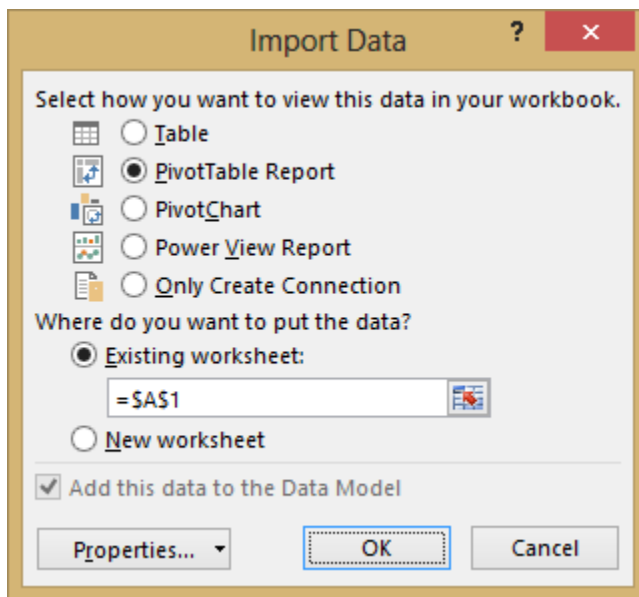 Import Data
?
×
Select how you want to view this data in your workbook.
Table
PivotTable Report
PivotChart
Power View Report
Only Create Connection
Where do you want to put the data?
Existing worksheet:
=$A$1
New worksheet
Add this data to the Data Model
Properties... OK Cancel